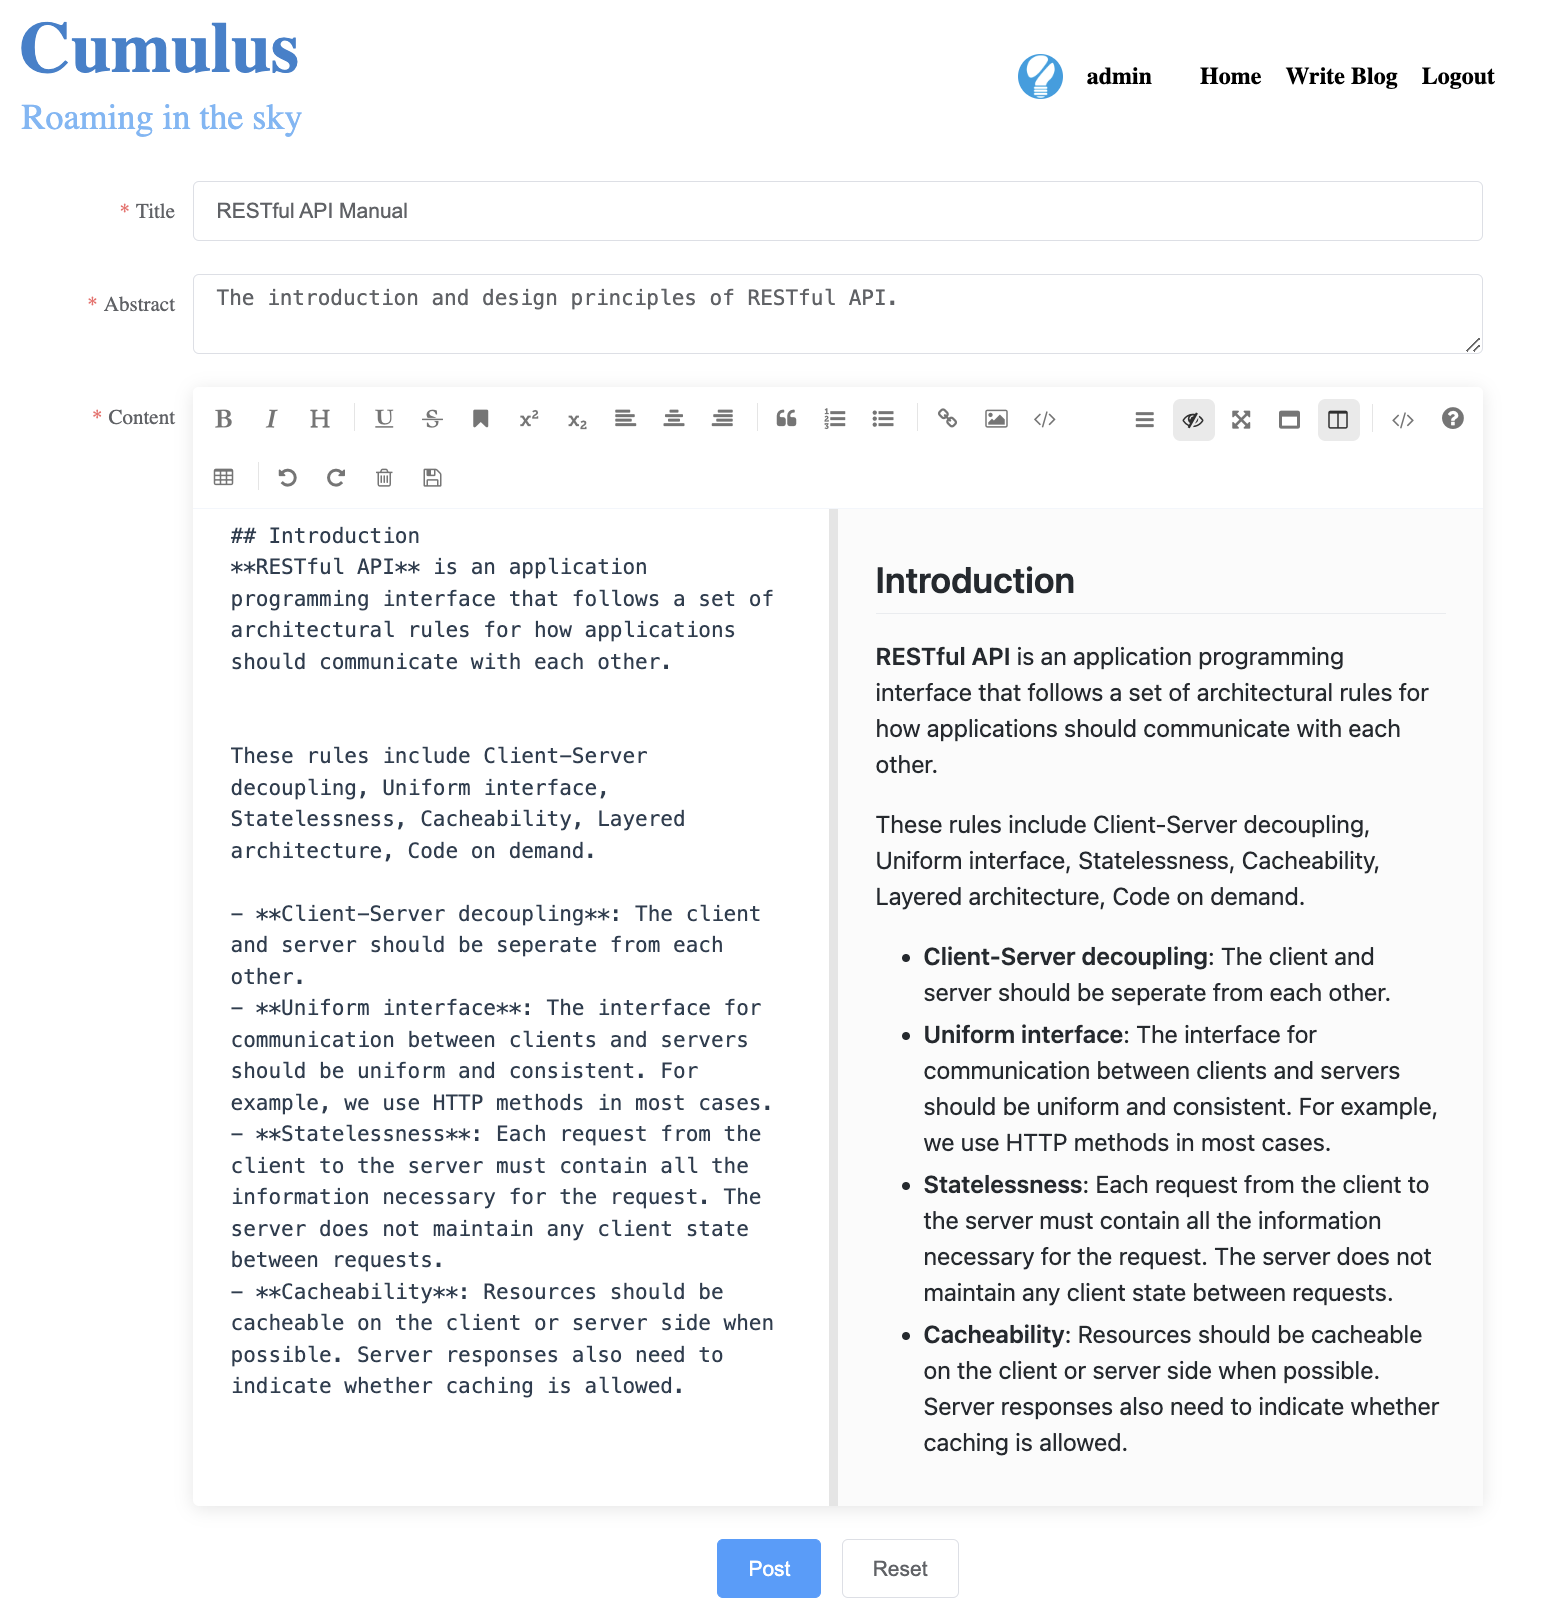 Cumulus
Roaming in the sky
admin Home Write Blog Logout
* Title
RESTful API Manual
* Abstract
The introduction and design principles of RESTful API.
* Content
B I H U S x² x₂
## Introduction
**RESTful API** is an application
programming interface that follows a set of
architectural rules for how applications
should communicate with each other.
These rules include Client-Server
decoupling, Uniform interface,
Statelessness, Cacheability, Layered
architecture, Code on demand.
- **Client-Server decoupling**: The client
and server should be seperate from each
other.
- **Uniform interface**: The interface for
communication between clients and servers
should be uniform and consistent. For
example, we use HTTP methods in most cases.
- **Statelessness**: Each request from the
client to the server must contain all the
information necessary for the request. The
server does not maintain any client state
between requests.
- **Cacheability**: Resources should be
cacheable on the client or server side when
possible. Server responses also need to
indicate whether caching is allowed.
Introduction
RESTful API is an application programming
interface that follows a set of architectural rules for
how applications should communicate with each
other.
These rules include Client-Server decoupling,
Uniform interface, Statelessness, Cacheability,
Layered architecture, Code on demand.
• Client-Server decoupling: The client and
server should be seperate from each other.
• Uniform interface: The interface for
communication between clients and servers
should be uniform and consistent. For example,
we use HTTP methods in most cases.
• Statelessness: Each request from the client to
the server must contain all the information
necessary for the request. The server does not
maintain any client state between requests.
• Cacheability: Resources should be cacheable
on the client or server side when possible.
Server responses also need to indicate whether
caching is allowed.
Post Reset